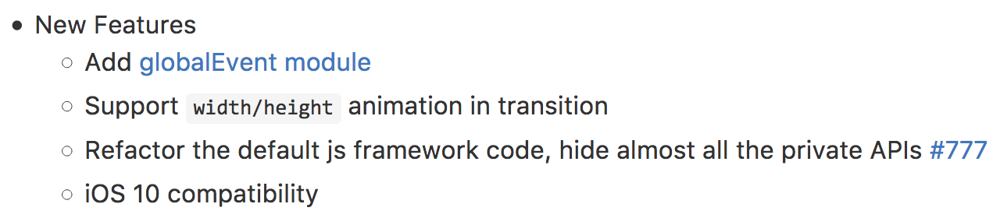 New Features
Add globalEvent module
Support width/height animation in transition
Refactor the default js framework code, hide almost all the private APIs #777
iOS 10 compatibility